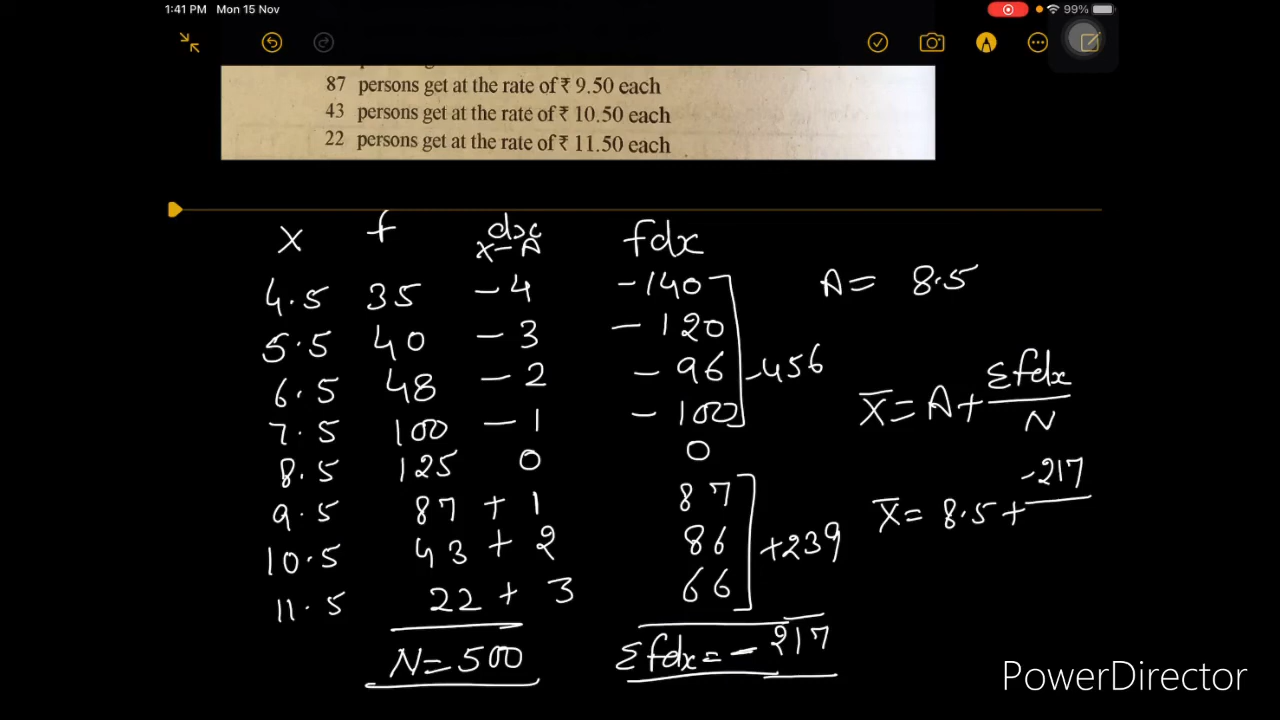 1:41 PM Mon 15 Nov
99%
87 persons get at the rate of ₹ 9.50 each
43 persons get at the rate of ₹ 10.50 each
22 persons get at the rate of ₹ 11.50 each
X f dx fdx
X-A
A = 8.5
4.5 35 -4 -140
5.5 40 -3 -120
6.5 48 -2 -96
-456
7.5 100 -1 -100
X̄ = A + Σfdx/N
8.5 125 0 0
9.5 87 +1 87
X̄ = 8.5 + -217
10.5 43 +2 86
+239
11.5 22 +3 66
N=500 Σfdx = -217
PowerDirector